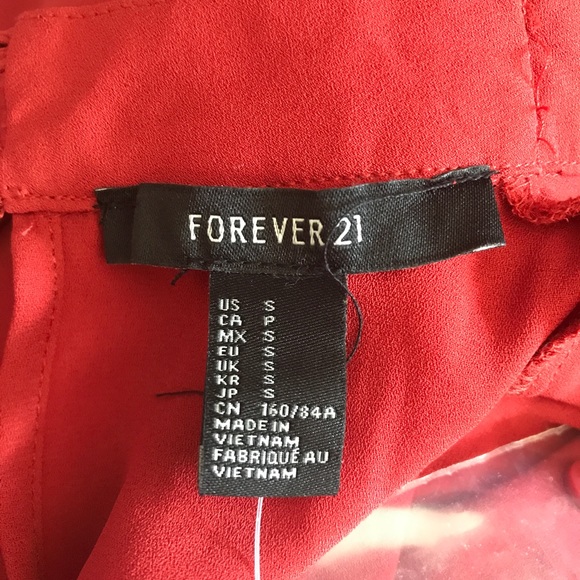 FOREVER 21
US S
CA P
MX S
EU S
UK S
KR S
JP S
CN 160/84A
MADE IN
VIETNAM
FABRIQUÉ AU
VIETNAM